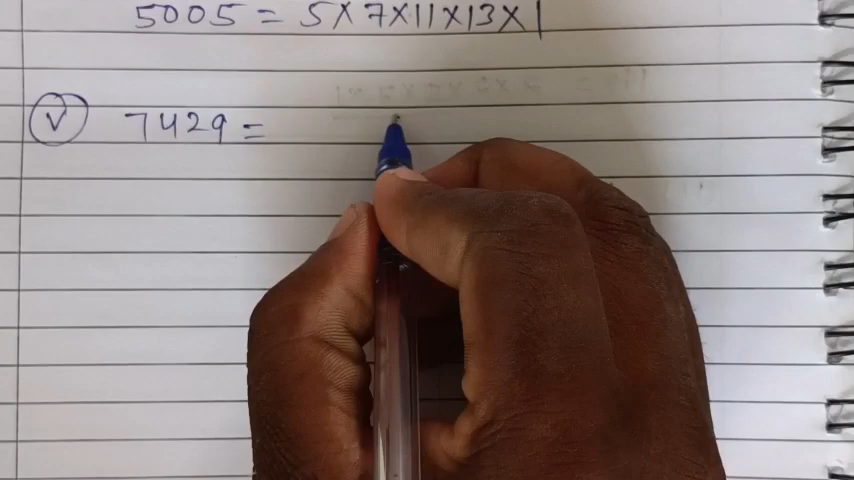 5005 = 5×7×11×13×1
(V) 7429 =